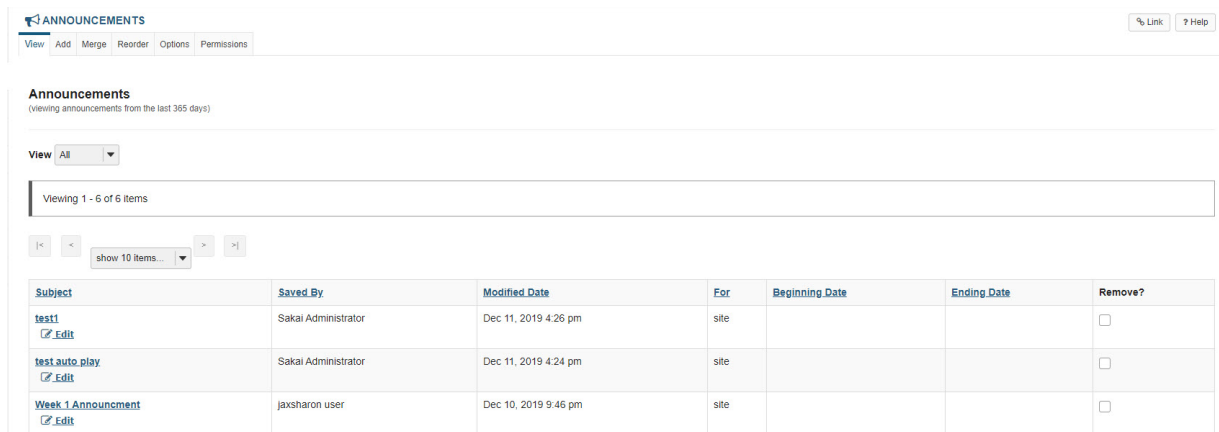 ANNOUNCEMENTS
Link ? Help
View Add Merge Reorder Options Permissions
Announcements
(viewing announcements from the last 365 days)
View All
Viewing 1 - 6 of 6 items
|< < show 10 items... > >|
Subject Saved By Modified Date For Beginning Date Ending Date Remove?
test1 Sakai Administrator Dec 11, 2019 4:26 pm site
Edit
test auto play Sakai Administrator Dec 11, 2019 4:24 pm site
Edit
Week 1 Announcment jaxsharon user Dec 10, 2019 9:46 pm site
Edit